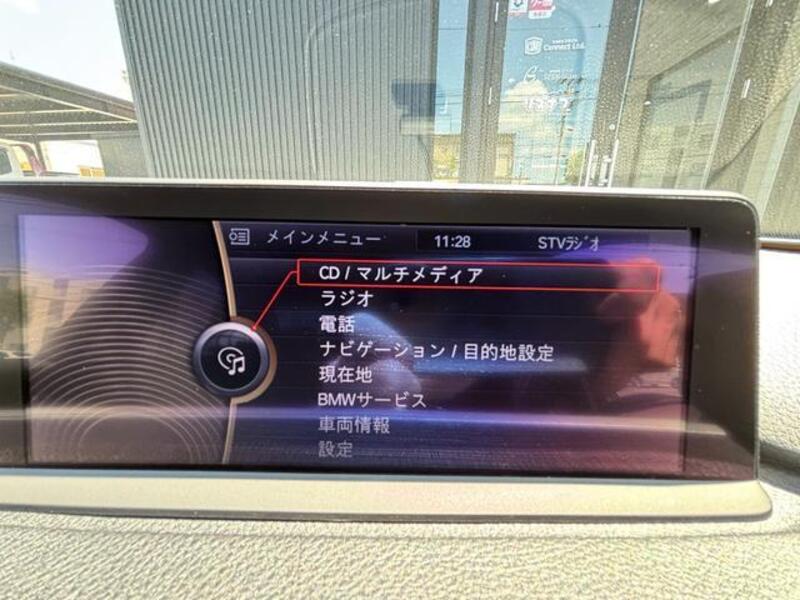 Connect Ltd.
メインメニュー 11:28 STVラジオ
CD / マルチメディア
ラジオ
電話
ナビゲーション / 目的地設定
現在地
BMWサービス
車両情報
設定